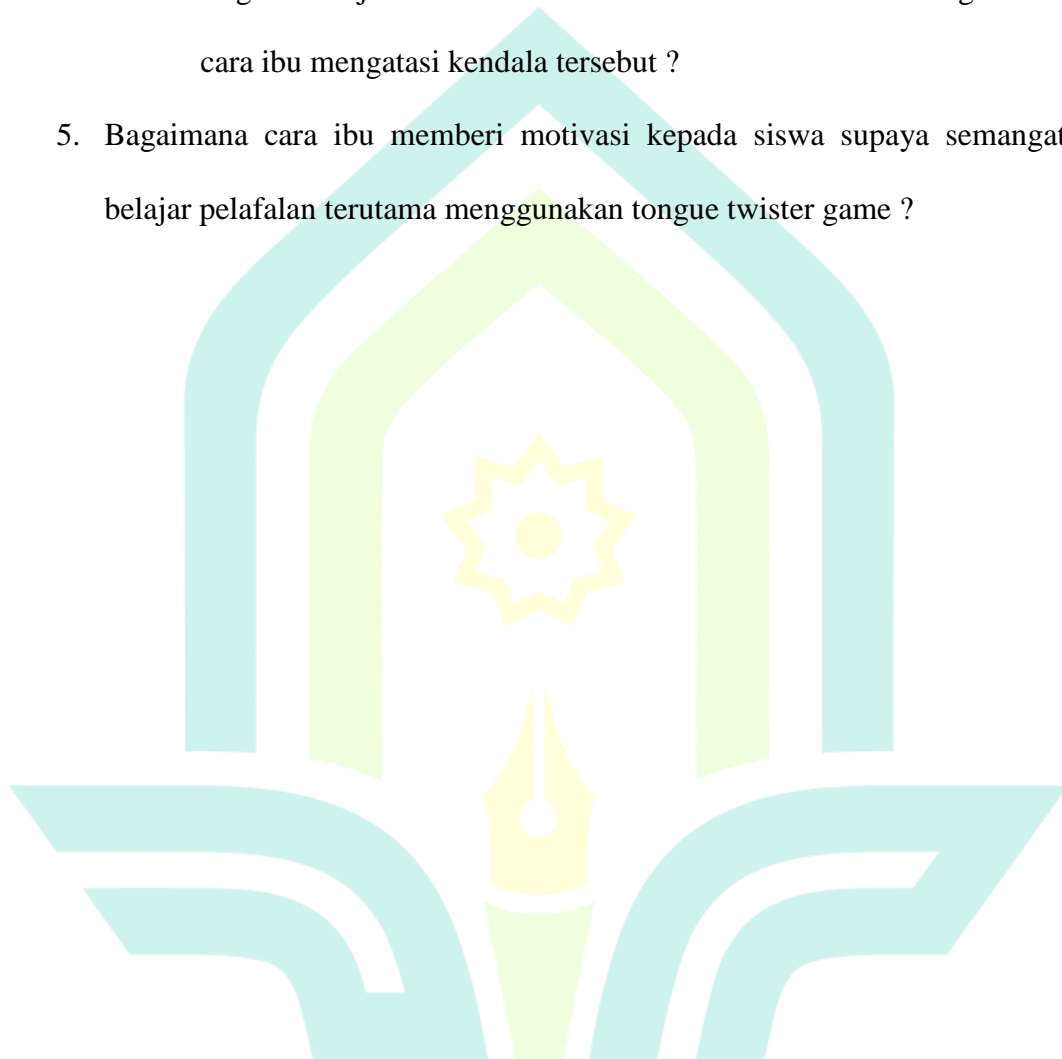 cara ibu mengatasi kendala tersebut ?
5. Bagaimana cara ibu memberi motivasi kepada siswa supaya semangat
belajar pelafalan terutama menggunakan tongue twister game ?